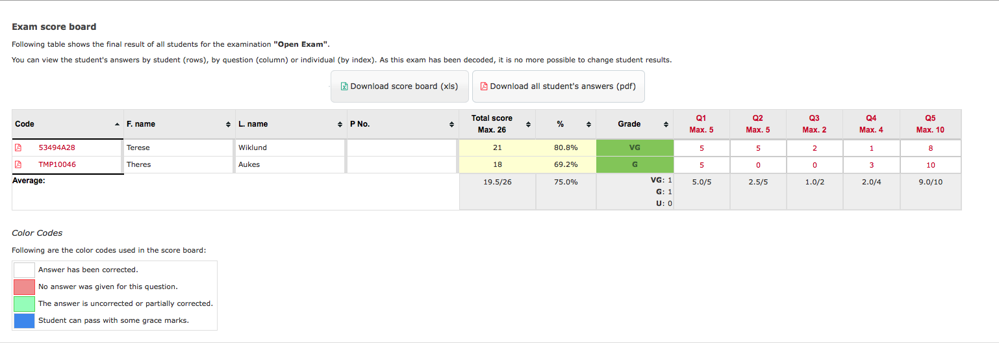 Exam score board
Following table shows the final result of all students for the examination "Open Exam".
You can view the student's answers by student (rows), by question (column) or individual (by index). As this exam has been decoded, it is no more possible to change student results.
Download score board (xls) Download all student's answers (pdf)
Code F. name L. name P No. Total score Max. 26 % Grade Q1 Max. 5 Q2 Max. 5 Q3 Max. 2 Q4 Max. 4 Q5 Max. 10
53494A28 Terese Wiklund 21 80.8% VG 5 5 2 1 8
TMP10046 Theres Aukes 18 69.2% G 5 0 0 3 10
Average: 19.5/26 75.0% VG: 1 5.0/5 2.5/5 1.0/2 2.0/4 9.0/10
G: 1
U: 0
Color Codes
Following are the color codes used in the score board:
Answer has been corrected.
No answer was given for this question.
The answer is uncorrected or partially corrected.
Student can pass with some grace marks.